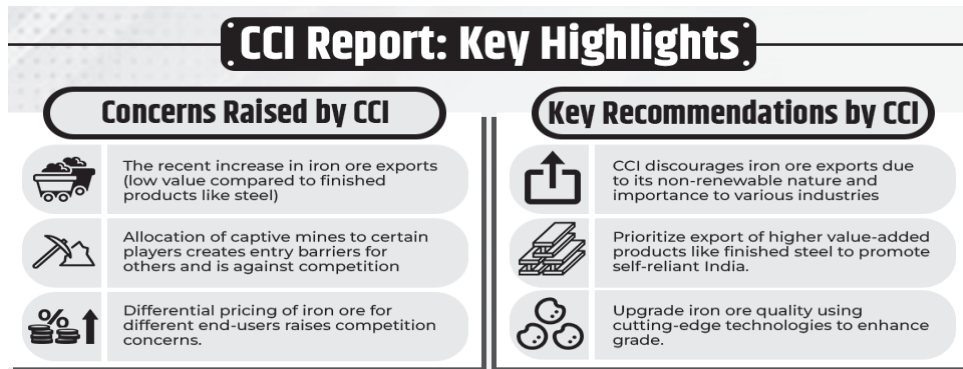 CCI Report: Key Highlights
Concerns Raised by CCI
The recent increase in iron ore exports
(low value compared to finished
products like steel)
Allocation of captive mines to certain
players creates entry barriers for
others and is against competition
%
Differential pricing of iron ore for
different end-users raises competition
concerns.
Key Recommendations by CCI
CCI discourages iron ore exports due
to its non-renewable nature and
importance to various industries
Prioritize export of higher value-added
products like finished steel to promote
self-reliant India.
Upgrade iron ore quality using
cutting-edge technologies to enhance
grade.